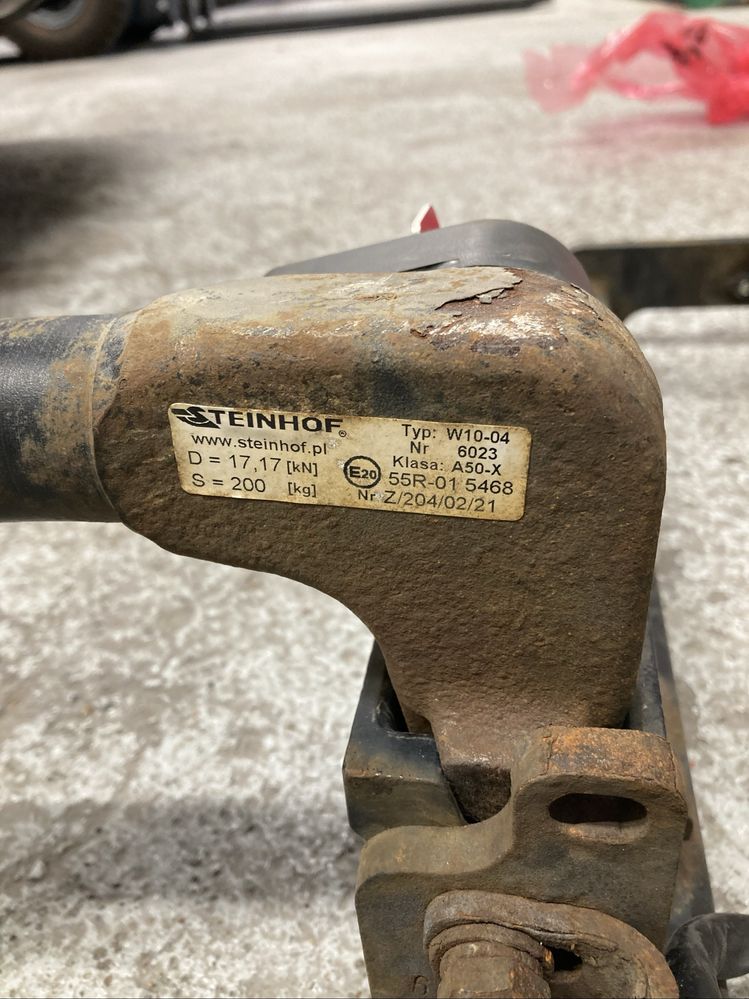 STEINHOF®
www.steinhof.pl
D = 17,17 [kN]
S = 200 [kg]
Typ: W10-04
Nr 6023
Klasa: A50-X
E20 55R-01 5468
Nr Z/204/02/21